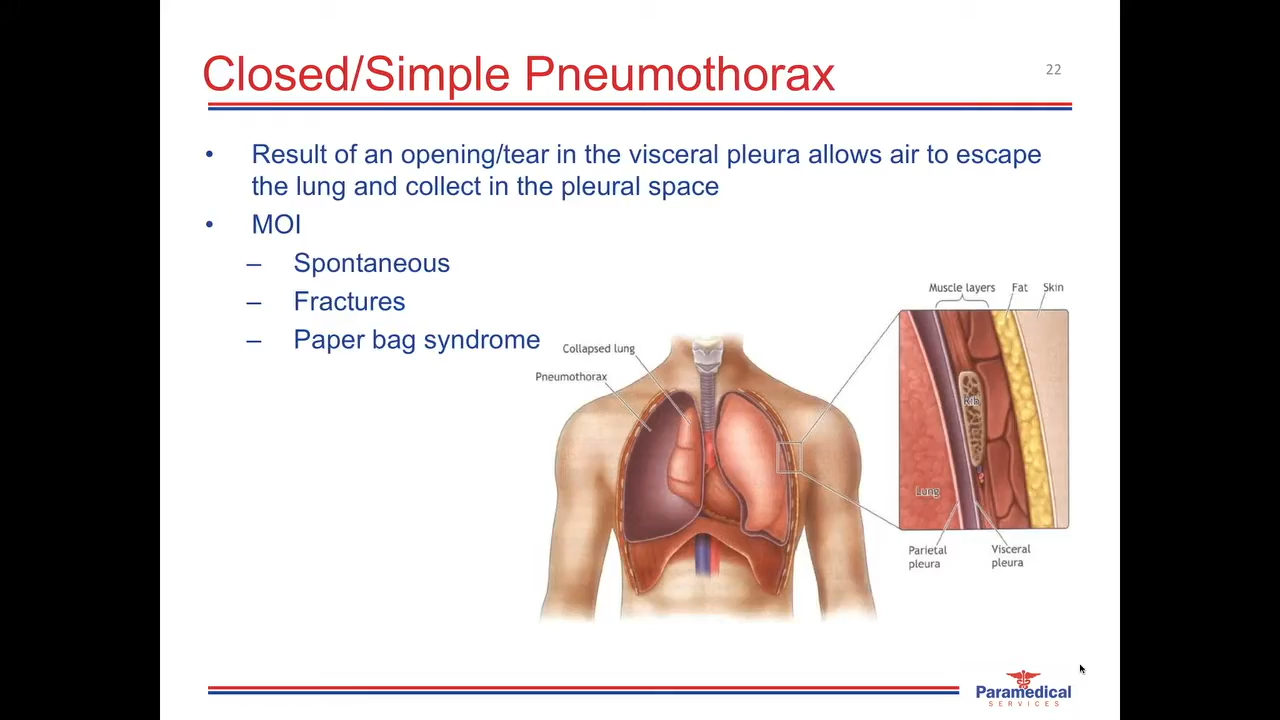 Closed/Simple Pneumothorax
22
• Result of an opening/tear in the visceral pleura allows air to escape
the lung and collect in the pleural space
• MOI
– Spontaneous
– Fractures
– Paper bag syndrome
Muscle layers
Fat
Skin
Collapsed lung
Pneumothorax
Rib
Lung
Parietal
pleura
Visceral
pleura
Paramedical
SERVICES